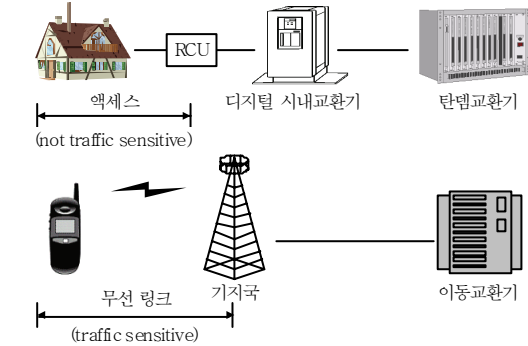 RCU
액세스
디지털 시내교환기
탄뎀교환기
(not traffic sensitive)
무선 링크
기지국
이동교환기
(traffic sensitive)